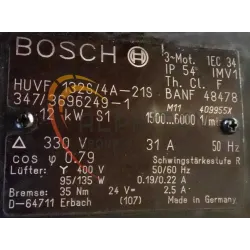 BOSCH
3~Mot. IEC 34
IP 54 IMV1
Th. Cl. F
HUVF 132S/4A-21S BANF 48478
347/3696249-1 M11 409955X
12 kW S1 1500...6000 1/min
△ 330 V 31 A 50 Hz
cos φ 0.79 Schwingstärkestufe R
Lüfter: Y 400 V 50/60 Hz
95/135 W 0.19/0.22 A
Bremse: 35 Nm 24 V= 2.5 A
D-64711 Erbach (107) Made in Germany